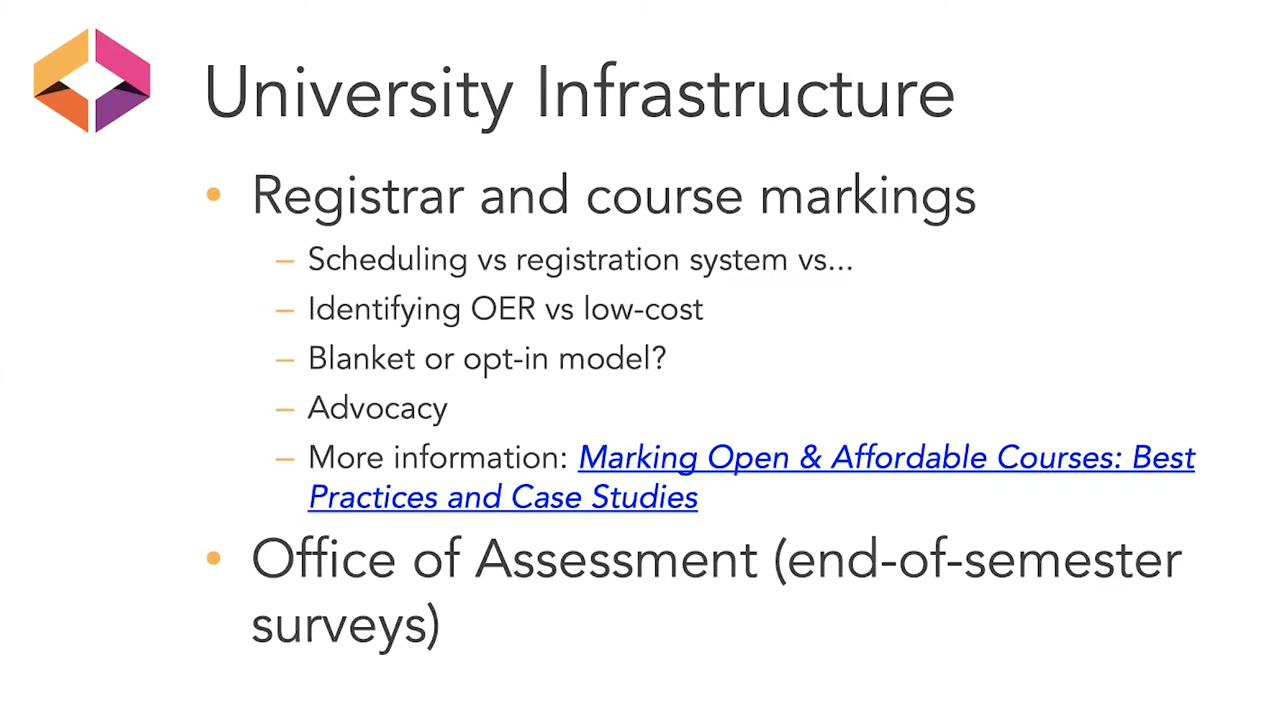 University Infrastructure
• Registrar and course markings
– Scheduling vs registration system vs...
– Identifying OER vs low-cost
– Blanket or opt-in model?
– Advocacy
– More information: Marking Open & Affordable Courses: Best
Practices and Case Studies
• Office of Assessment (end-of-semester
surveys)